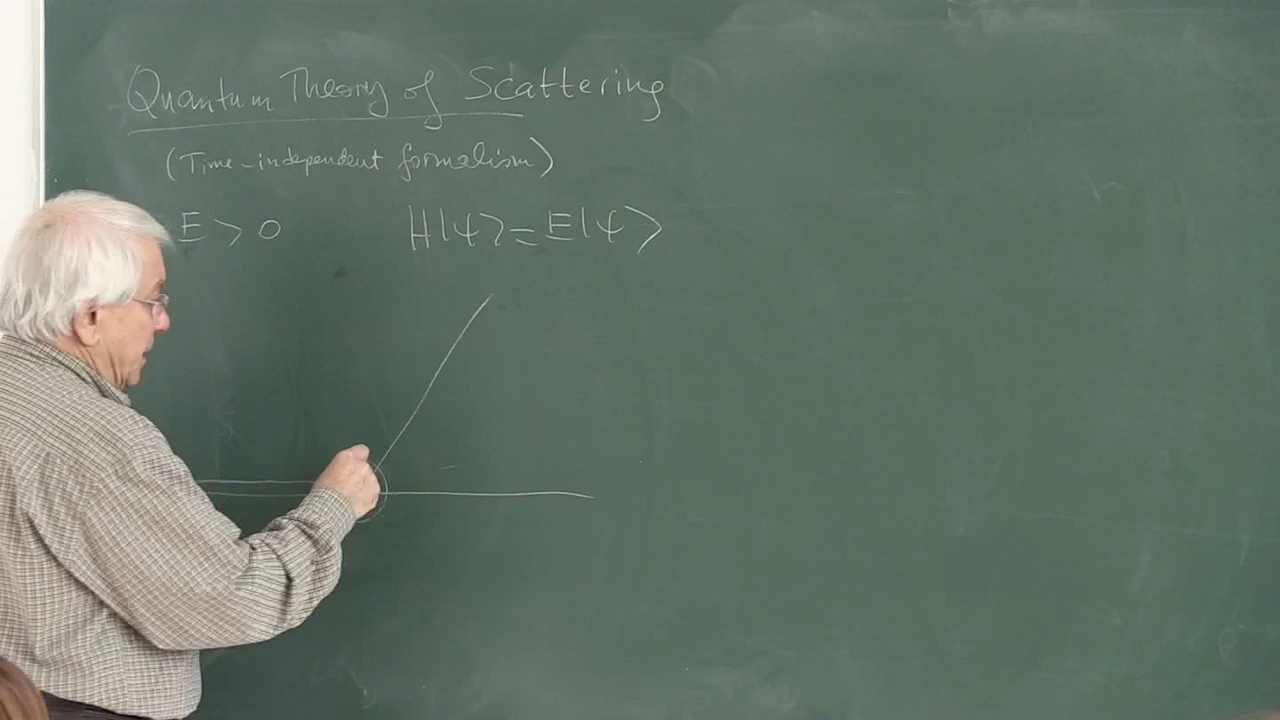 Quantum Theory of Scattering
(Time-independent formalism)
E > 0 H|ψ> = E|ψ>